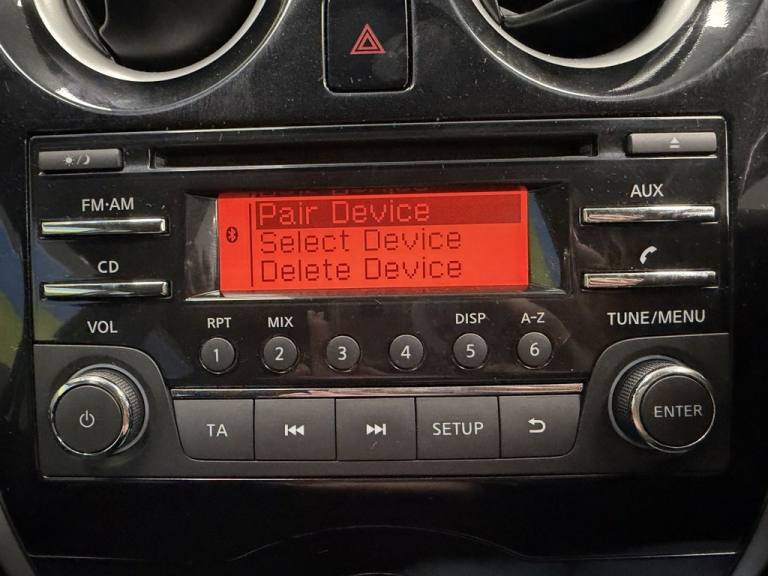 FM·AM
AUX
Pair Device
Select Device
Delete Device
CD
VOL
RPT
MIX
DISP
A-Z
TUNE/MENU
1
2
3
4
5
6
TA
SETUP
ENTER